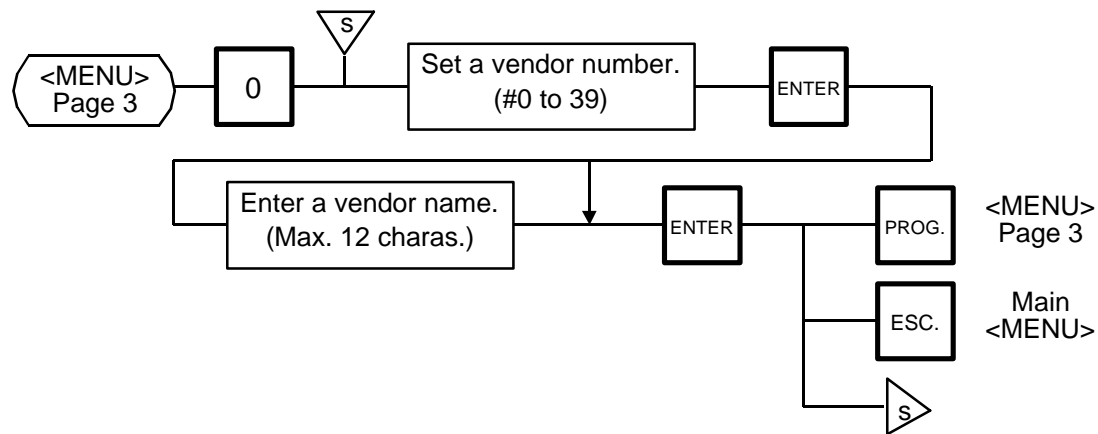 s
<MENU>
Page 3
0
Set a vendor number.
(#0 to 39)
ENTER
Enter a vendor name.
(Max. 12 charas.)
ENTER
PROG.
<MENU>
Page 3
ESC.
Main
<MENU>
s